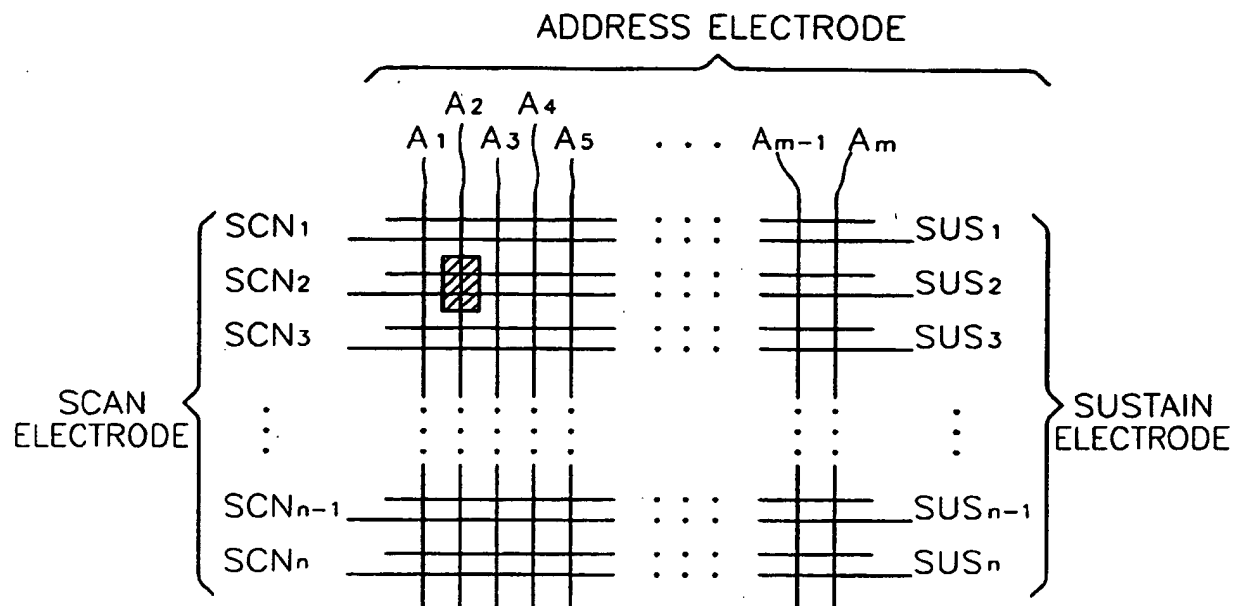 ADDRESS ELECTRODE
A2 A4
A1 A3 A5 . . . Am-1 Am
SCN1 SUS1
SCN2 SUS2
SCN3 SUS3
SCAN ELECTRODE
SUSTAIN ELECTRODE
SCNn-1 SUSn-1
SCNn SUSn